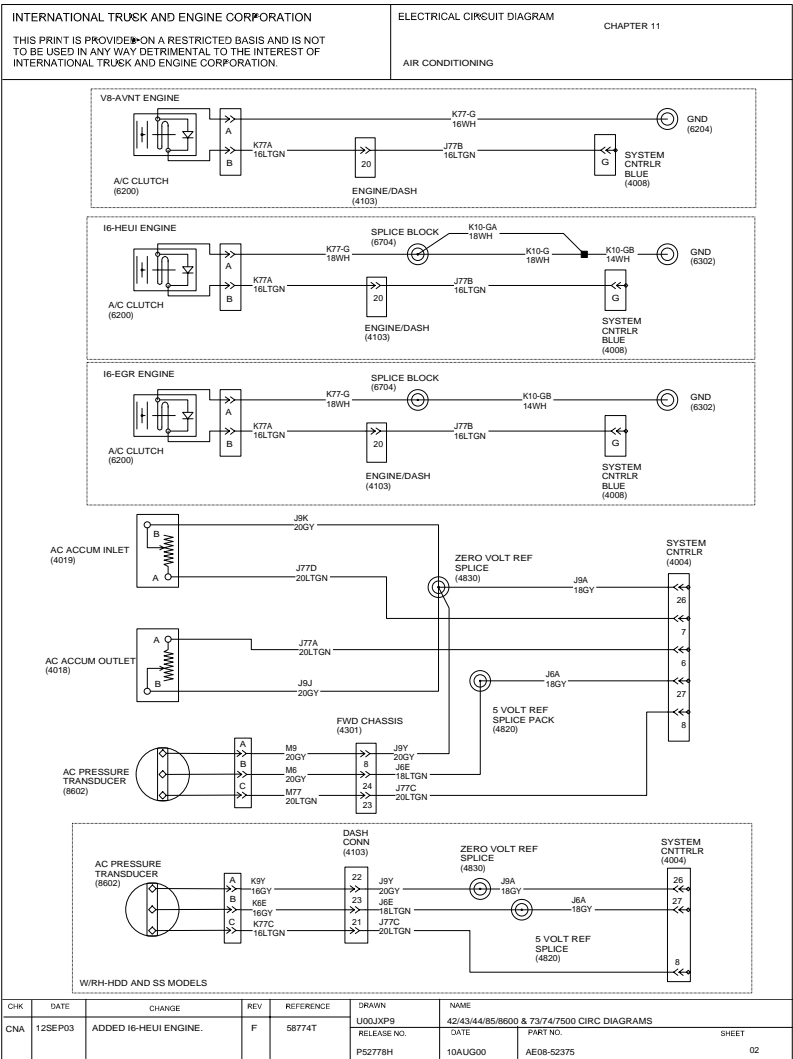 INTERNATIONAL TRUCK AND ENGINE CORPORATION
THIS PRINT IS PROVIDED ON A RESTRICTED BASIS AND IS NOT
TO BE USED IN ANY WAY DETRIMENTAL TO THE INTEREST OF
INTERNATIONAL TRUCK AND ENGINE CORPORATION.
ELECTRICAL CIRCUIT DIAGRAM
CHAPTER 11
AIR CONDITIONING
V8-AVNT ENGINE
A
B
K77A
16LTGN
K77-G
16WH
20
J77B
16LTGN
G
GND
(6204)
SYSTEM
CNTRLR
BLUE
(4008)
A/C CLUTCH
(6200)
ENGINE/DASH
(4103)
I6-HEUI ENGINE
A
B
K77-G
18WH
K77A
16LTGN
SPLICE BLOCK
(6704)
K10-GA
18WH
K10-G
18WH
K10-GB
14WH
GND
(6302)
20
J77B
16LTGN
G
A/C CLUTCH
(6200)
ENGINE/DASH
(4103)
SYSTEM
CNTRLR
BLUE
(4008)
I6-EGR ENGINE
A
B
K77-G
18WH
K77A
16LTGN
SPLICE BLOCK
(6704)
K10-GB
14WH
GND
(6302)
20
J77B
16LTGN
G
A/C CLUTCH
(6200)
ENGINE/DASH
(4103)
SYSTEM
CNTRLR
BLUE
(4008)
AC ACCUM INLET
(4019)
B
A
J9K
20GY
J77D
20LTGN
ZERO VOLT REF
SPLICE
(4830)
J9A
18GY
SYSTEM
CNTRLR
(4004)
26
7
6
27
8
AC ACCUM OUTLET
(4018)
A
B
J77A
20LTGN
J9J
20GY
J6A
18GY
5 VOLT REF
SPLICE PACK
(4820)
FWD CHASSIS
(4301)
AC PRESSURE
TRANSDUCER
(8602)
A
B
C
M9
20GY
M6
20GY
M77
20LTGN
8
24
23
J9Y
20GY
J6E
18LTGN
J77C
20LTGN
AC PRESSURE
TRANSDUCER
(8602)
A
B
C
K9Y
16GY
K6E
16GY
K77C
16LTGN
DASH
CONN
(4103)
22
23
21
J9Y
20GY
J6E
18LTGN
J77C
20LTGN
ZERO VOLT REF
SPLICE
(4830)
J9A
18GY
J6A
18GY
5 VOLT REF
SPLICE
(4820)
SYSTEM
CNTTRLR
(4004)
26
27
8
W/RH-HDD AND SS MODELS
CHK
DATE
CHANGE
REV
REFERENCE
CNA
12SEP03
ADDED I6-HEUI ENGINE.
F
58774T
DRAWN
U00JXP9
NAME
42/43/44/85/8600 & 73/74/7500 CIRC DIAGRAMS
RELEASE NO.
P52778H
DATE
10AUG00
PART NO.
AE08-52375
SHEET
02